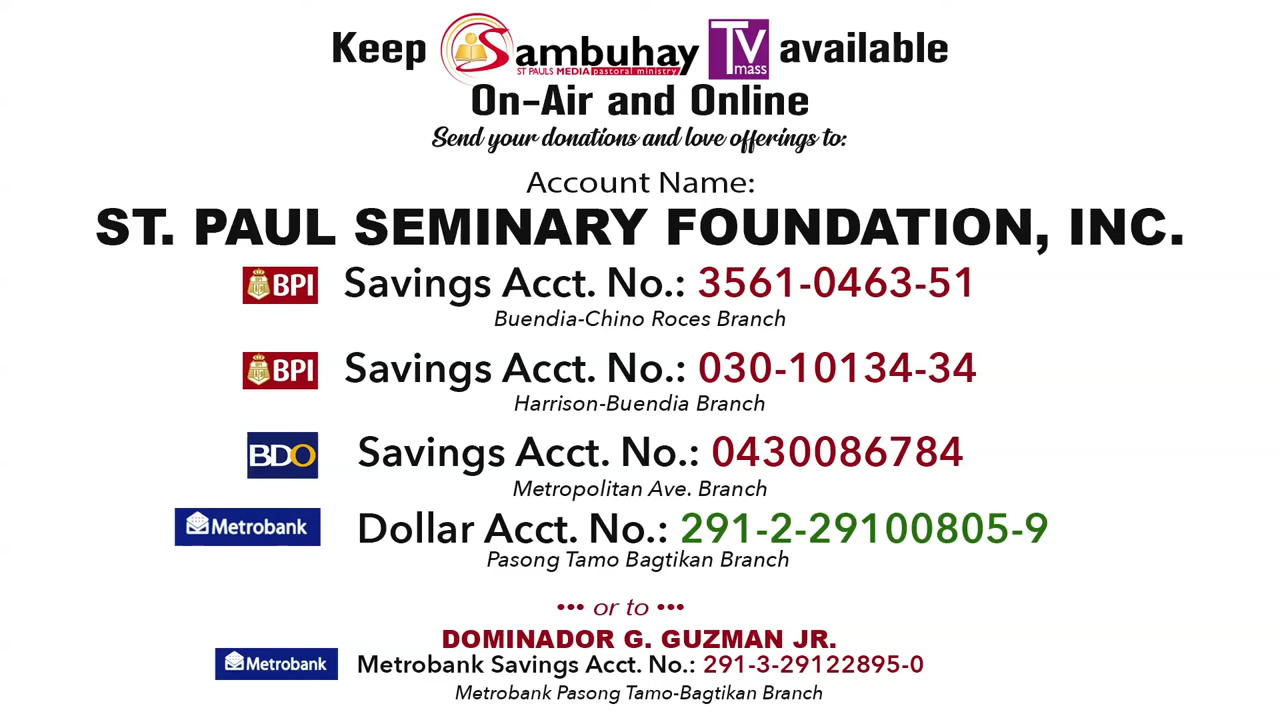 Keep Sambuhay TV mass available
ST PAULS MEDIA pastoral ministry
On-Air and Online
Send your donations and love offerings to:
Account Name:
ST. PAUL SEMINARY FOUNDATION, INC.
BPI Savings Acct. No.: 3561-0463-51
Buendia-Chino Roces Branch
BPI Savings Acct. No.: 030-10134-34
Harrison-Buendia Branch
BDO Savings Acct. No.: 0430086784
Metropolitan Ave. Branch
Metrobank Dollar Acct. No.: 291-2-29100805-9
Pasong Tamo Bagtikan Branch
••• or to •••
DOMINADOR G. GUZMAN JR.
Metrobank Metrobank Savings Acct. No.: 291-3-29122895-0
Metrobank Pasong Tamo-Bagtikan Branch